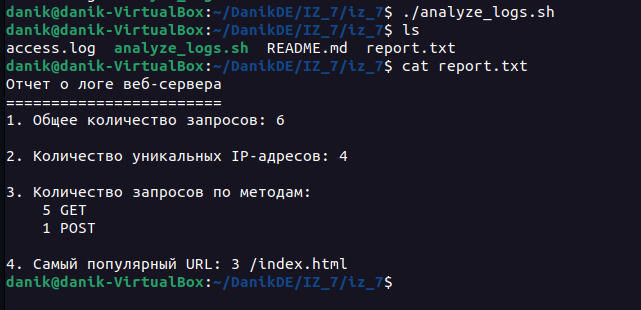 danik@danik-VirtualBox:~/DanikDE/IZ_7/iz_7$ ./analyze_logs.sh
danik@danik-VirtualBox:~/DanikDE/IZ_7/iz_7$ ls
access.log  analyze_logs.sh  README.md  report.txt
danik@danik-VirtualBox:~/DanikDE/IZ_7/iz_7$ cat report.txt
Отчет о логе веб-сервера
========================
1. Общее количество запросов: 6
2. Количество уникальных IP-адресов: 4
3. Количество запросов по методам:
    5 GET
    1 POST
4. Самый популярный URL: 3 /index.html
danik@danik-VirtualBox:~/DanikDE/IZ_7/iz_7$